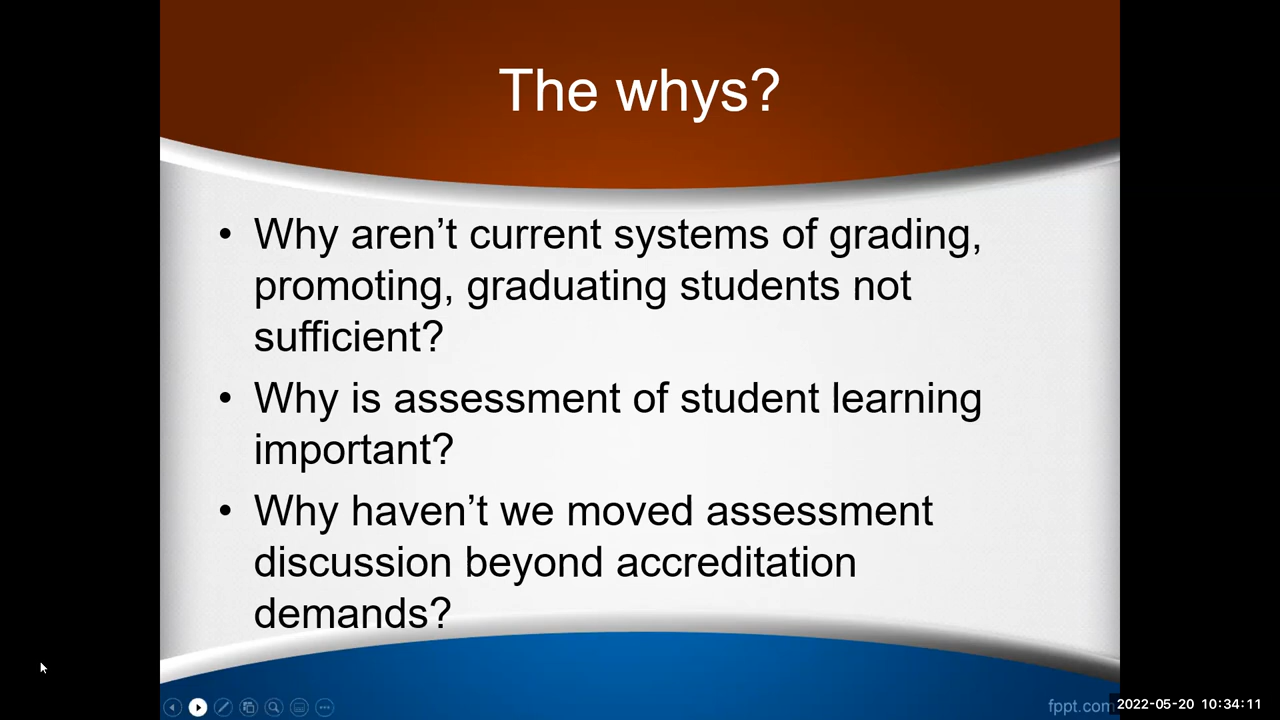 The whys?
• Why aren’t current systems of grading,
promoting, graduating students not
sufficient?
• Why is assessment of student learning
important?
• Why haven’t we moved assessment
discussion beyond accreditation
demands?
fppt.com
2022-05-20 10:34:11